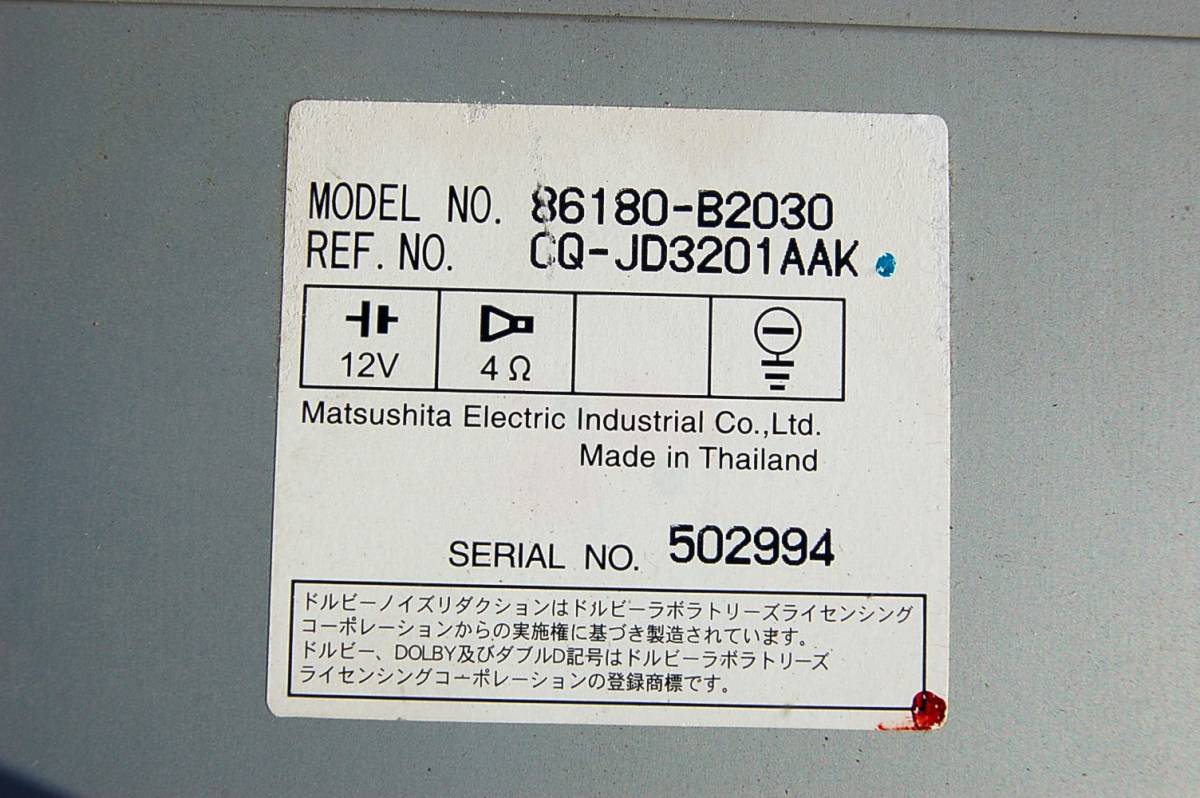 MODEL NO. 86180-B2030
REF. NO. CQ-JD3201AAK
12V
4 Ω
Matsushita Electric Industrial Co.,Ltd.
Made in Thailand
SERIAL NO. 502994
ドルビーノイズリダクションはドルビーラボラトリーズライセンシング
コーポレーションからの実施権に基づき製造されています。
ドルビー、DOLBY及びダブルD記号はドルビーラボラトリーズ
ライセンシングコーポレーションの登録商標です。